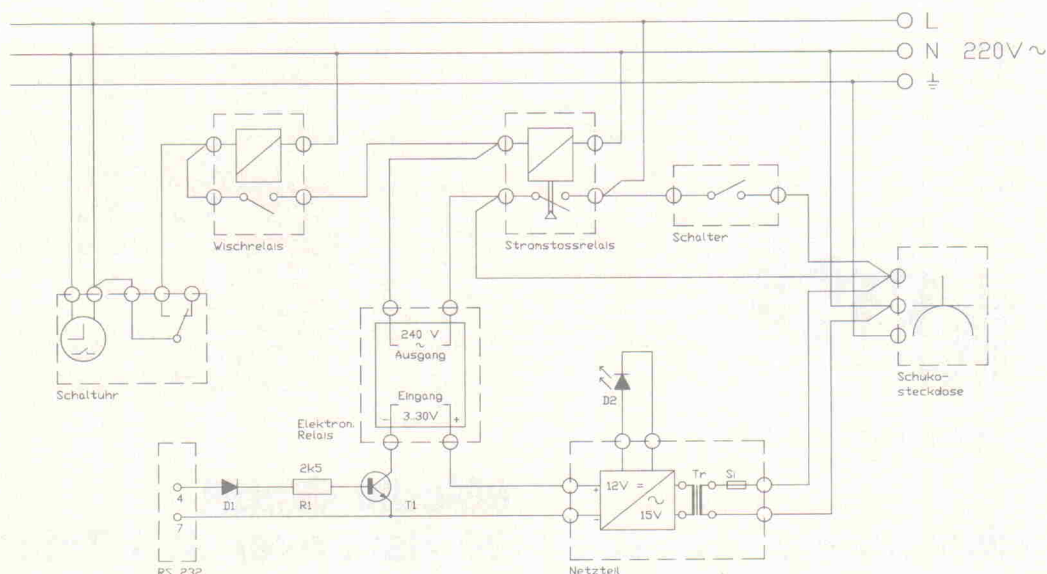 L
N 220V ~
Wischrelais
Stromstossrelais
Schalter
240 V
~
Ausgang
Schaltuhr
Schuko-
steckdose
Eingang
3..30V
- +
D2
Elektron.
Relais
2k5
Tr Si
4
D1
R1
T1
+ 12V =
~
- 15V
7
RS 232
Netzteil